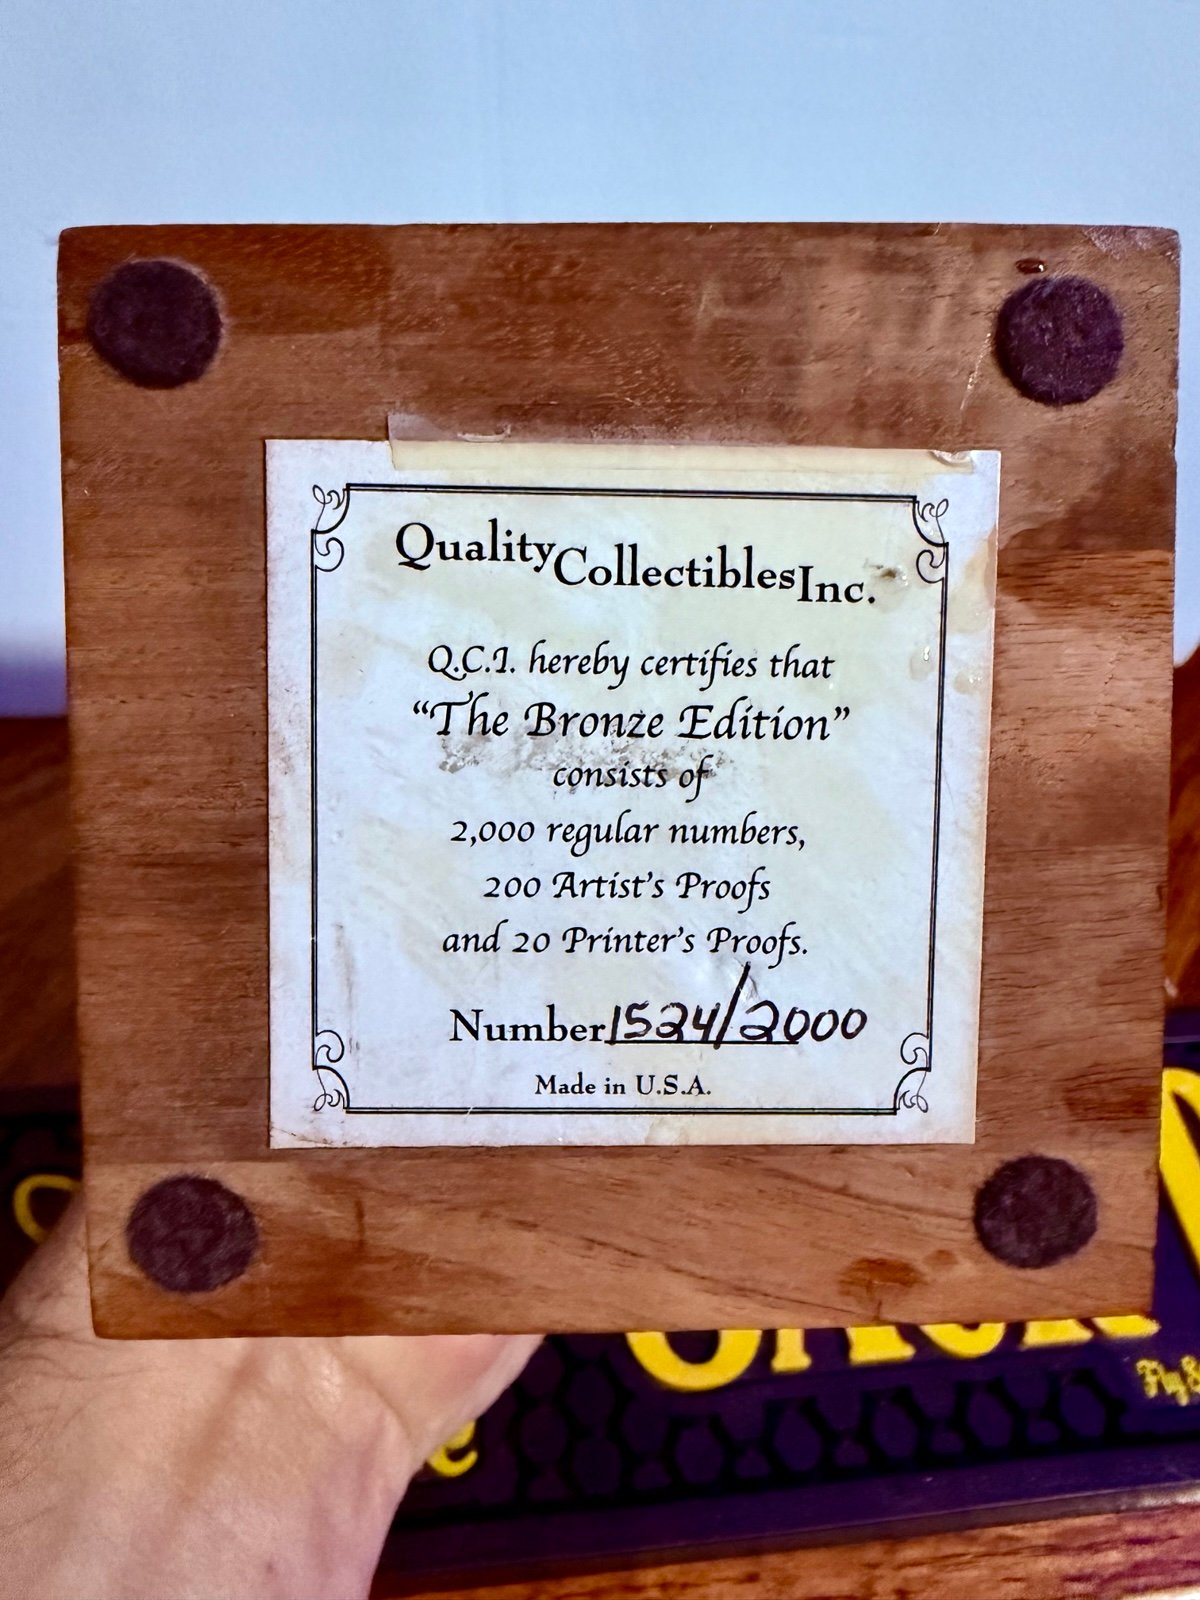 Quality Collectibles Inc.
Q.C.I. hereby certifies that
“The Bronze Edition”
consists of
2,000 regular numbers,
200 Artist's Proofs
and 20 Printer's Proofs.
Number 1524/2000
Made in U.S.A.